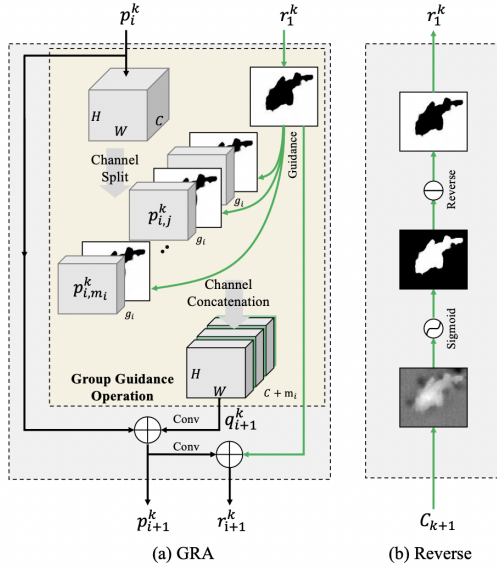 p_i^k
r_1^k
H
W
C
Channel
Split
Guidance
g_i
p_{i,j}^k
g_i
p_{i,m_i}^k
g_i
Channel
Concatenation
H
W
C + m_i
Group Guidance
Operation
q_{i+1}^k
Conv
Conv
p_{i+1}^k
r_{i+1}^k
(a) GRA
r_1^k
Reverse
Sigmoid
C_{k+1}
(b) Reverse